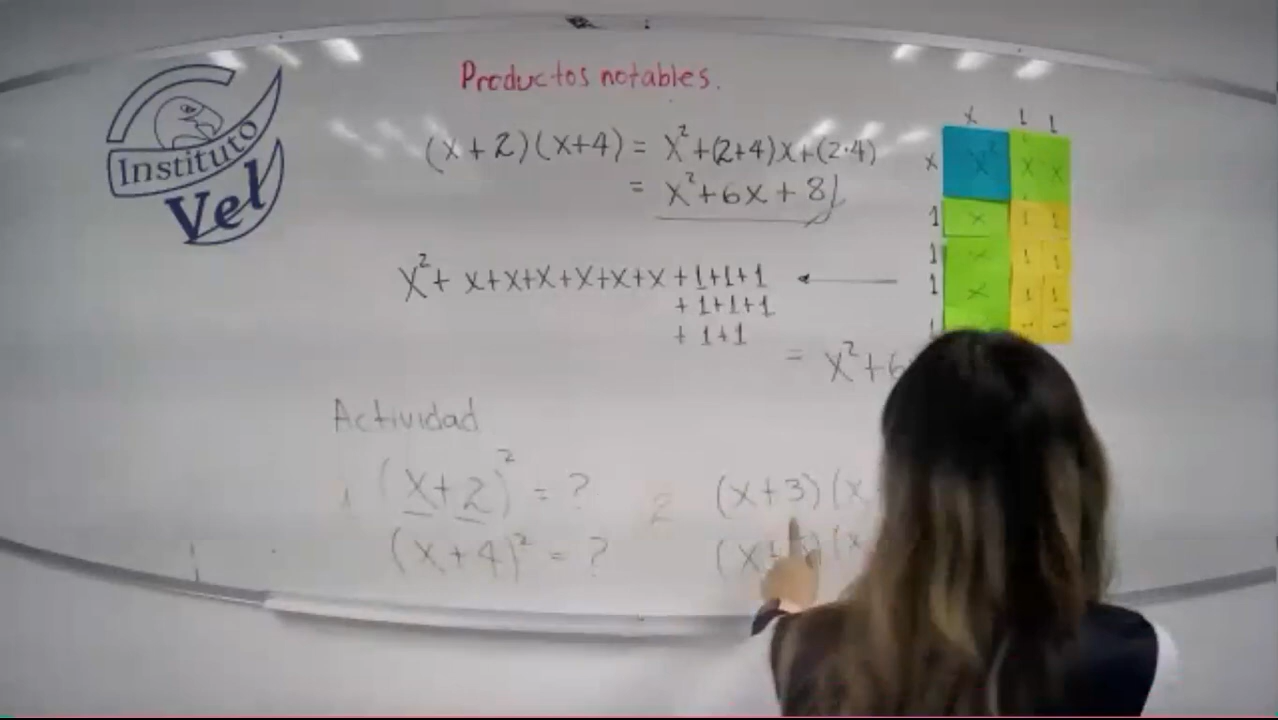 Productos notables.
Instituto
Vel
(x+2)(x+4) = x²+(2+4)x+(2·4)
= x²+6x+8
x²+ x+x+x+x+x+x +1+1+1
+ 1+1+1
+ 1+1
= x²+6
x 1 1
x x² x x
1 x 1 1
1 x 1 1
1 x 1 1
1
Actividad
1 (x+2)² = ?
2 (x+3)(x
(x+4)² = ?
(x